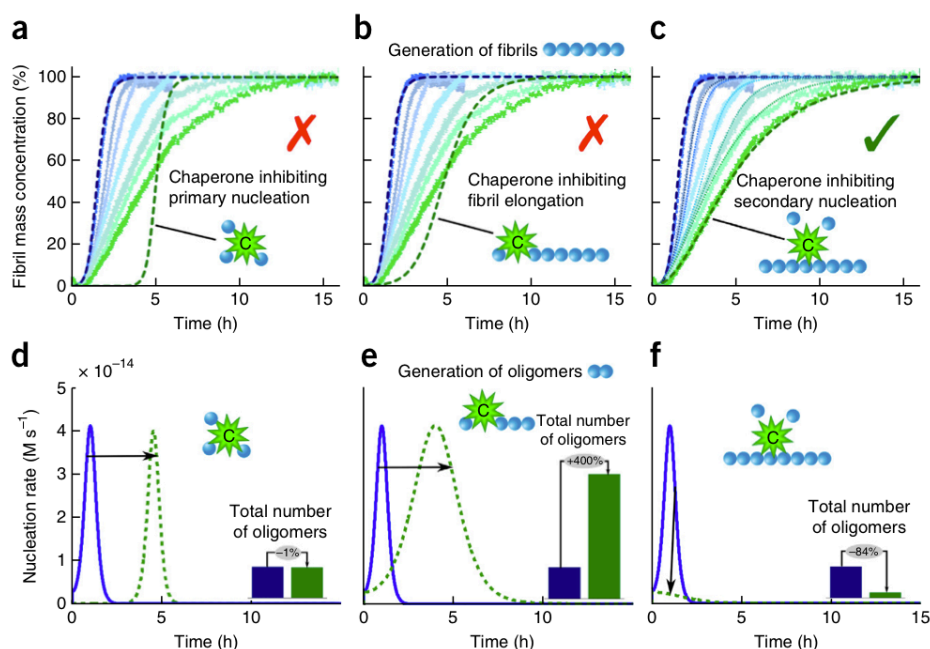 a
b
c
Generation of fibrils
Fibril mass concentration (%)
100
80
60
40
20
0
Chaperone inhibiting
primary nucleation
C
✗
0 5 10 15
Time (h)
Chaperone inhibiting
fibril elongation
C
✗
0 5 10 15
Time (h)
Chaperone inhibiting
secondary nucleation
C
✓
0 5 10 15
Time (h)
d
e
f
× 10⁻¹⁴
Nucleation rate (M s⁻¹)
5
4
3
2
1
0
C
Total number
of oligomers
−1%
0 5 10 15
Time (h)
Generation of oligomers
C
Total number
of oligomers
+400%
0 5 10 15
Time (h)
C
Total number
of oligomers
−84%
0 5 10 15
Time (h)